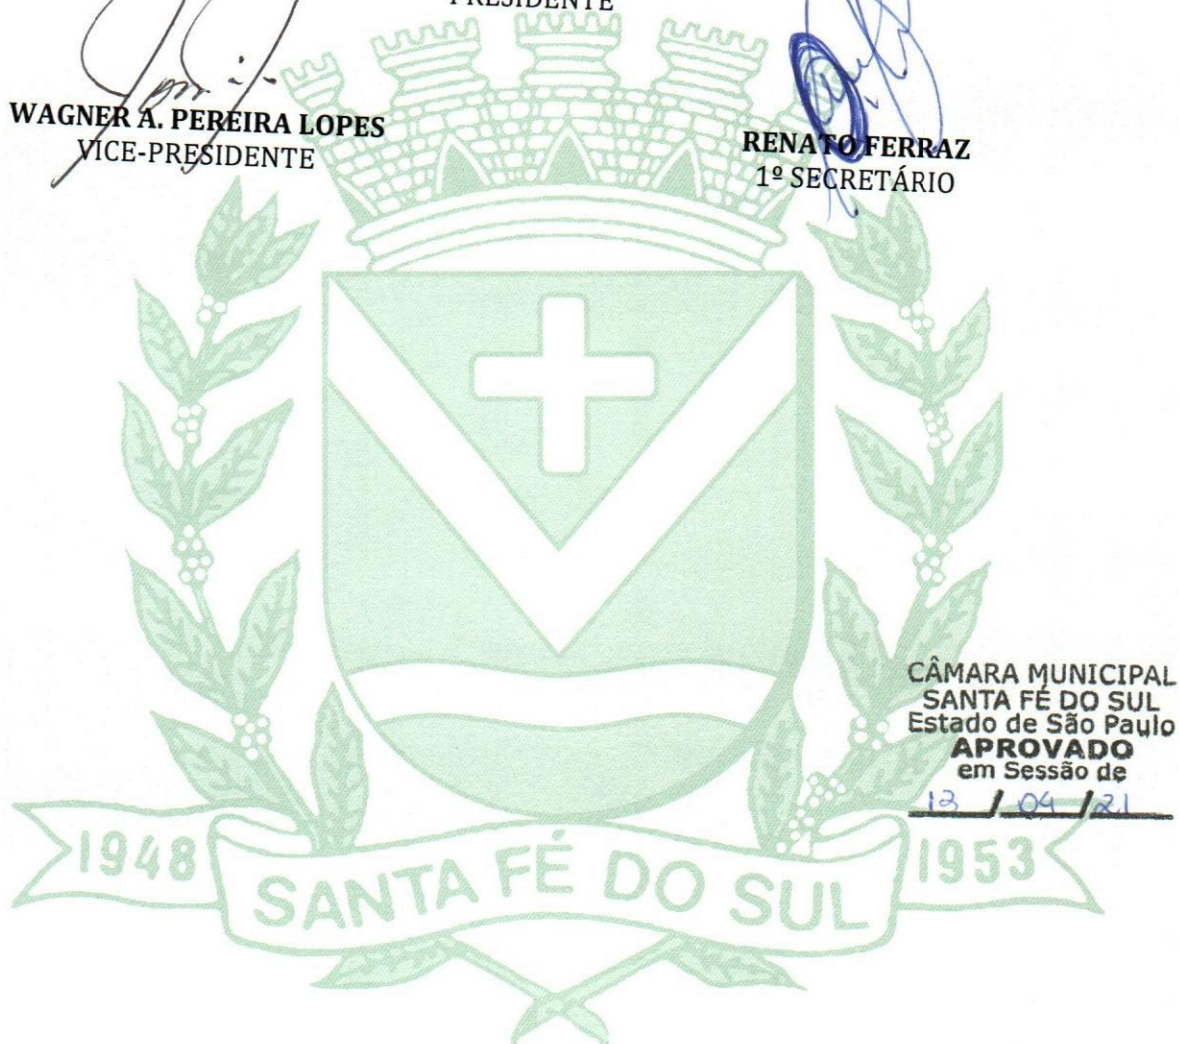 PRESIDENTE
WAGNER A. PEREIRA LOPES
VICE-PRESIDENTE
RENATO FERRAZ
1º SECRETÁRIO
CÂMARA MUNICIPAL
SANTA FÉ DO SUL
Estado de São Paulo
APROVADO
em Sessão de
13 / 04 / 21
1948
SANTA FÉ DO SUL
1953